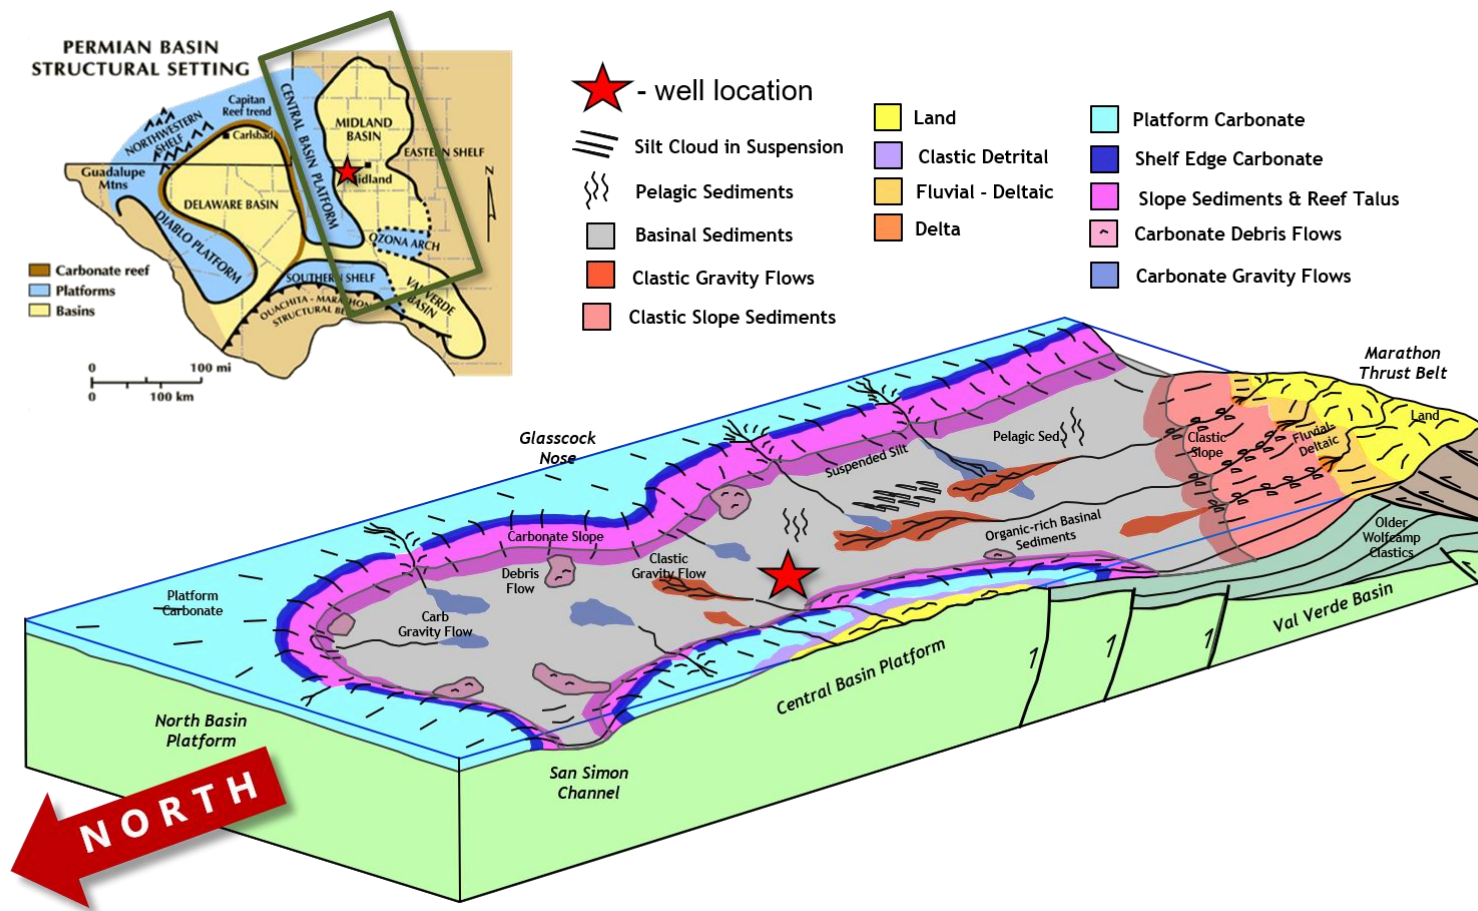 PERMIAN BASIN
STRUCTURAL SETTING
NORTHWESTERN
SHELF
Capitan
Reef trend
Carlsbad
Guadalupe
Mtns
DELAWARE BASIN
DIABLO PLATFORM
CENTRAL BASIN PLATFORM
MIDLAND
BASIN
EASTERN SHELF
idland
N
OZONA ARCH
SOUTHERN SHELF
VAL VERDE
BASIN
OUACHITA - MARATHON
STRUCTURAL BE
Carbonate reef
Platforms
Basins
0
100 mi
0
100 km
- well location
Silt Cloud in Suspension
Pelagic Sediments
Basinal Sediments
Clastic Gravity Flows
Clastic Slope Sediments
Land
Clastic Detrital
Fluvial - Deltaic
Delta
Platform Carbonate
Shelf Edge Carbonate
Slope Sediments & Reef Talus
Carbonate Debris Flows
Carbonate Gravity Flows
Marathon
Thrust Belt
Land
Glasscock
Nose
Pelagic Sed.
Clastic
Slope
Fluvial-
Deltaic
Suspended Silt
Organic-rich Basinal
Sediments
Older
Wolfcamp
Clastics
Carbonate Slope
Clastic
Gravity Flow
Debris
Flow
Platform
Carbonate
Carb
Gravity Flow
Val Verde Basin
Central Basin Platform
North Basin
Platform
San Simon
Channel
NORTH